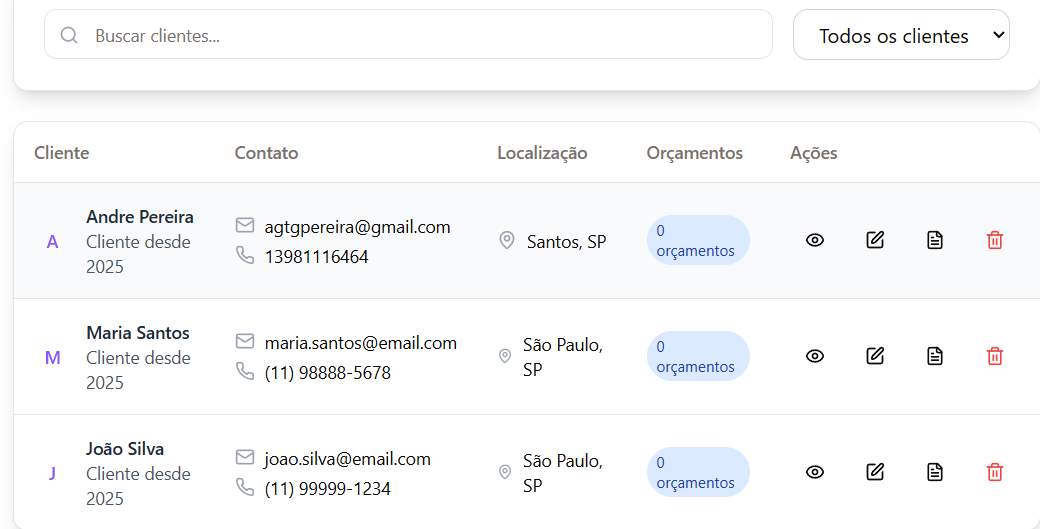 Buscar clientes...
Todos os clientes
Cliente Contato Localização Orçamentos Ações
A
Andre Pereira
Cliente desde
2025
agtgpereira@gmail.com
13981116464
Santos, SP
0
orçamentos
M
Maria Santos
Cliente desde
2025
maria.santos@email.com
(11) 98888-5678
São Paulo,
SP
0
orçamentos
J
João Silva
Cliente desde
2025
joao.silva@email.com
(11) 99999-1234
São Paulo,
SP
0
orçamentos